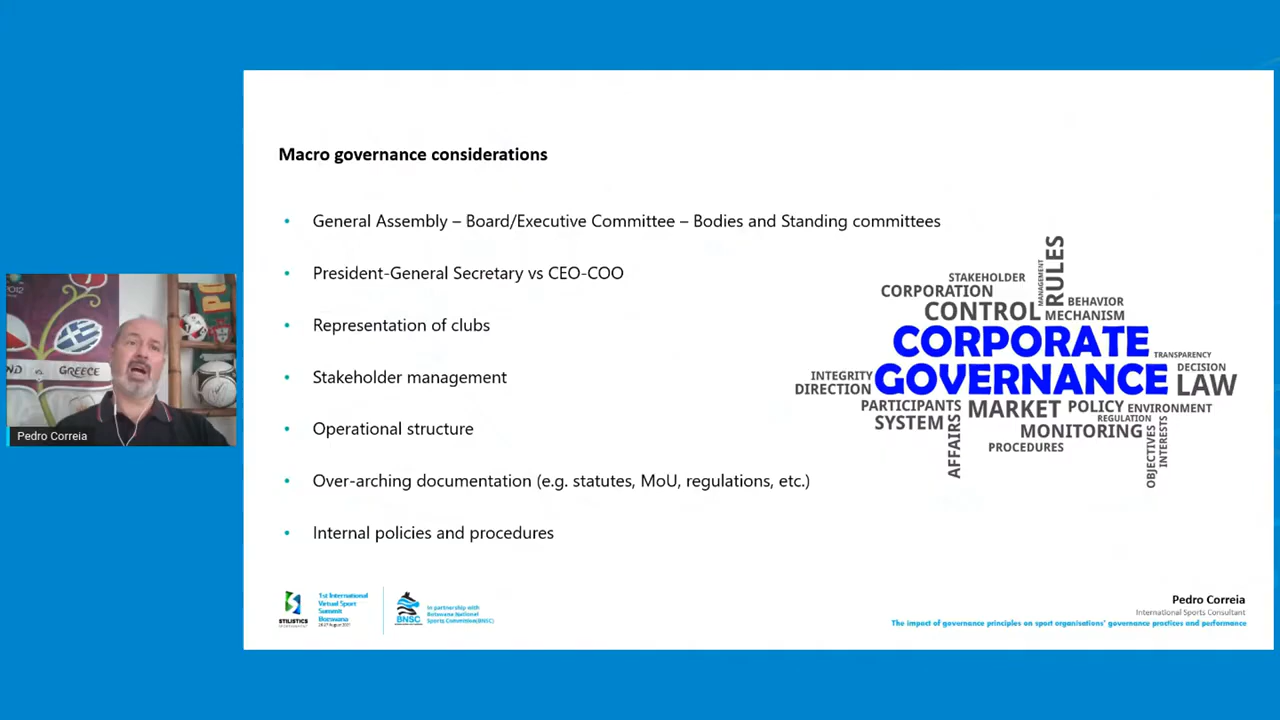 Macro governance considerations
• General Assembly – Board/Executive Committee – Bodies and Standing committees
• President-General Secretary vs CEO-COO
• Representation of clubs
• Stakeholder management
• Operational structure
• Over-arching documentation (e.g. statutes, MoU, regulations, etc.)
• Internal policies and procedures
RULES
MANAGEMENT
STAKEHOLDER
CORPORATION
BEHAVIOR
CONTROL
MECHANISM
CORPORATE
TRANSPARENCY
GOVERNANCE
INTEGRITY
DECISION
DIRECTION
LAW
PARTICIPANTS
MARKET
POLICY
ENVIRONMENT
SYSTEM
REGULATION
MONITORING
AFFAIRS
PROCEDURES
OBJECTIVES
INTERESTS
2012
PO
ND vs GREECE
Pedro Correia
STILISTICS
1st International
Virtual Sport
Summit
Botswana
BNSC
In partnership with
Botswana National
Sports Committee(BNSC)
Pedro Correia
International Sports Consultant
The impact of governance principles on sport organisations' governance practices and performance